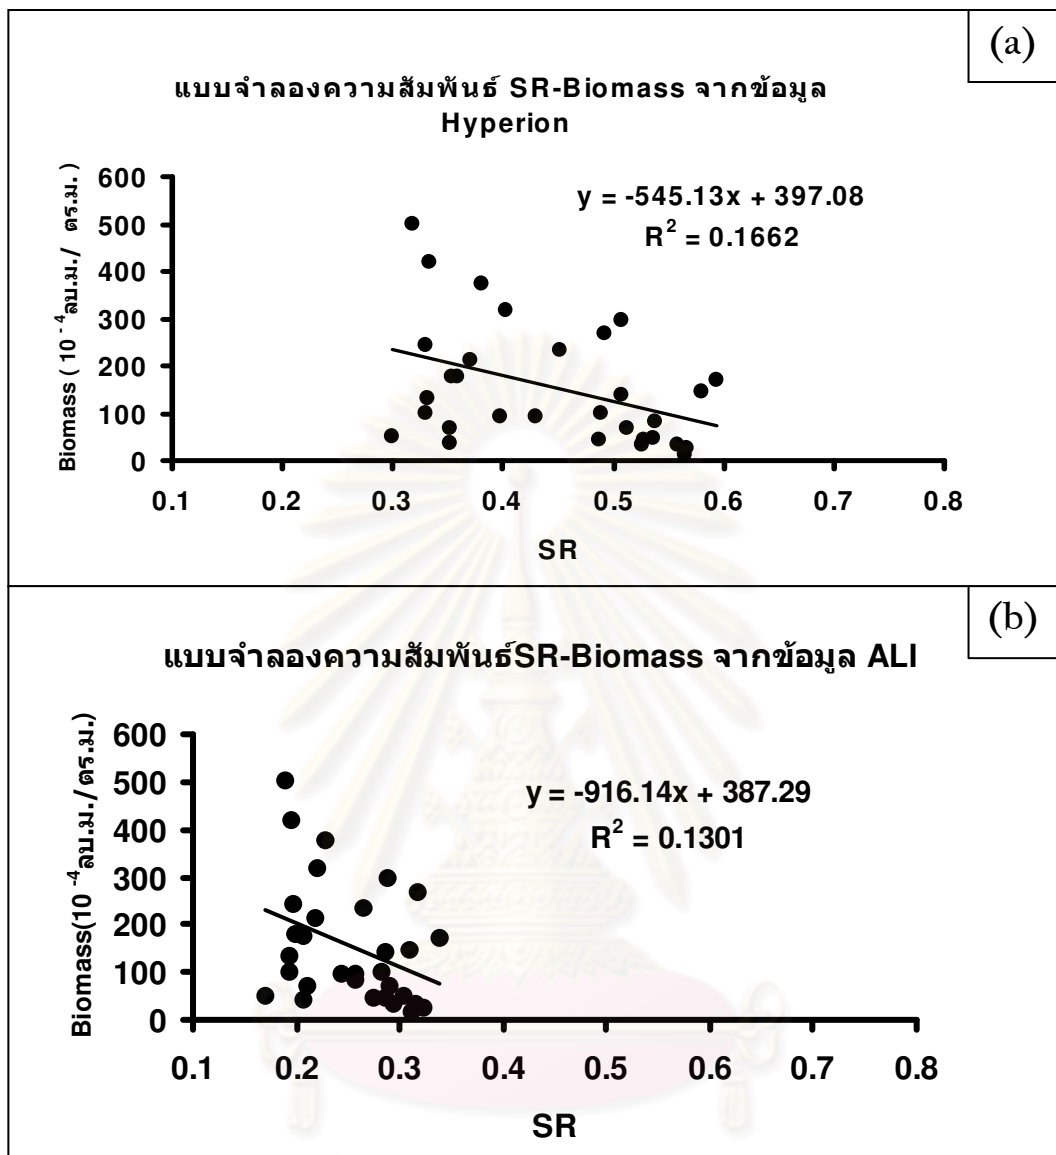 (a)
แบบจำลองความสัมพันธ์ SR-Biomass จากข้อมูล
Hyperion
Biomass ( 10 ⁻⁴ลบ.ม./ ตร.ม. )
600
500
400
300
200
100
0
y = -545.13x + 397.08
R² = 0.1662
0.1 0.2 0.3 0.4 0.5 0.6 0.7 0.8
SR
(b)
แบบจำลองความสัมพันธ์SR-Biomass จากข้อมูล ALI
Biomass(10 ⁻⁴ลบ.ม./ตร.ม.)
600
500
400
300
200
100
0
y = -916.14x + 387.29
R² = 0.1301
0.1 0.2 0.3 0.4 0.5 0.6 0.7 0.8
SR